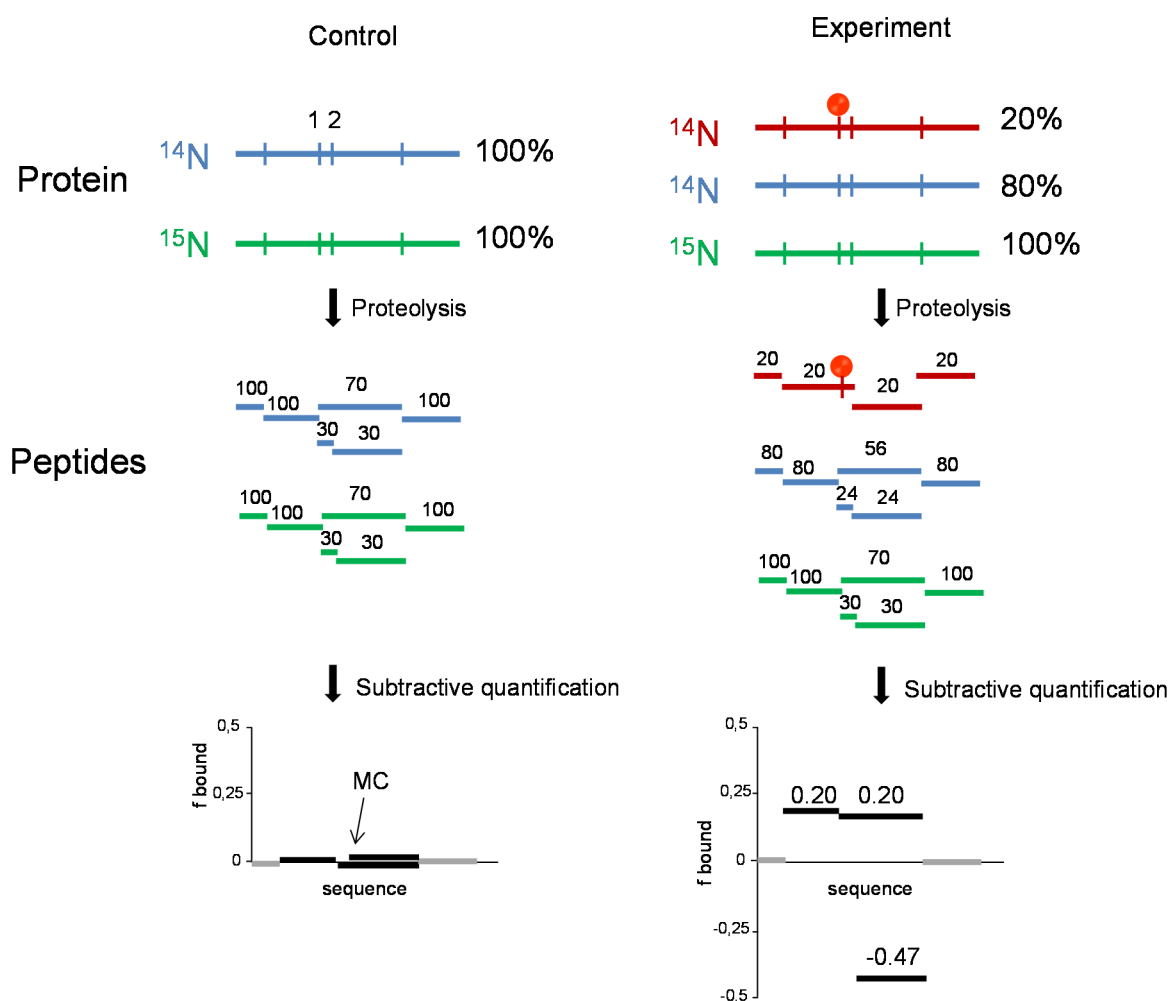 Control
Experiment
1 2
¹⁴N
100%
¹⁵N
100%
Protein
¹⁴N
20%
¹⁴N
80%
¹⁵N
100%
Proteolysis
Proteolysis
Peptides
100
100
70
100
30
30
100
100
70
100
30
30
20
20
20
20
80
80
56
80
24
24
100
100
70
100
30
30
Subtractive quantification
Subtractive quantification
f bound
0,5
0,25
0
MC
sequence
f bound
0,5
0,25
0
-0,25
-0.5
0.20
0.20
sequence
-0.47